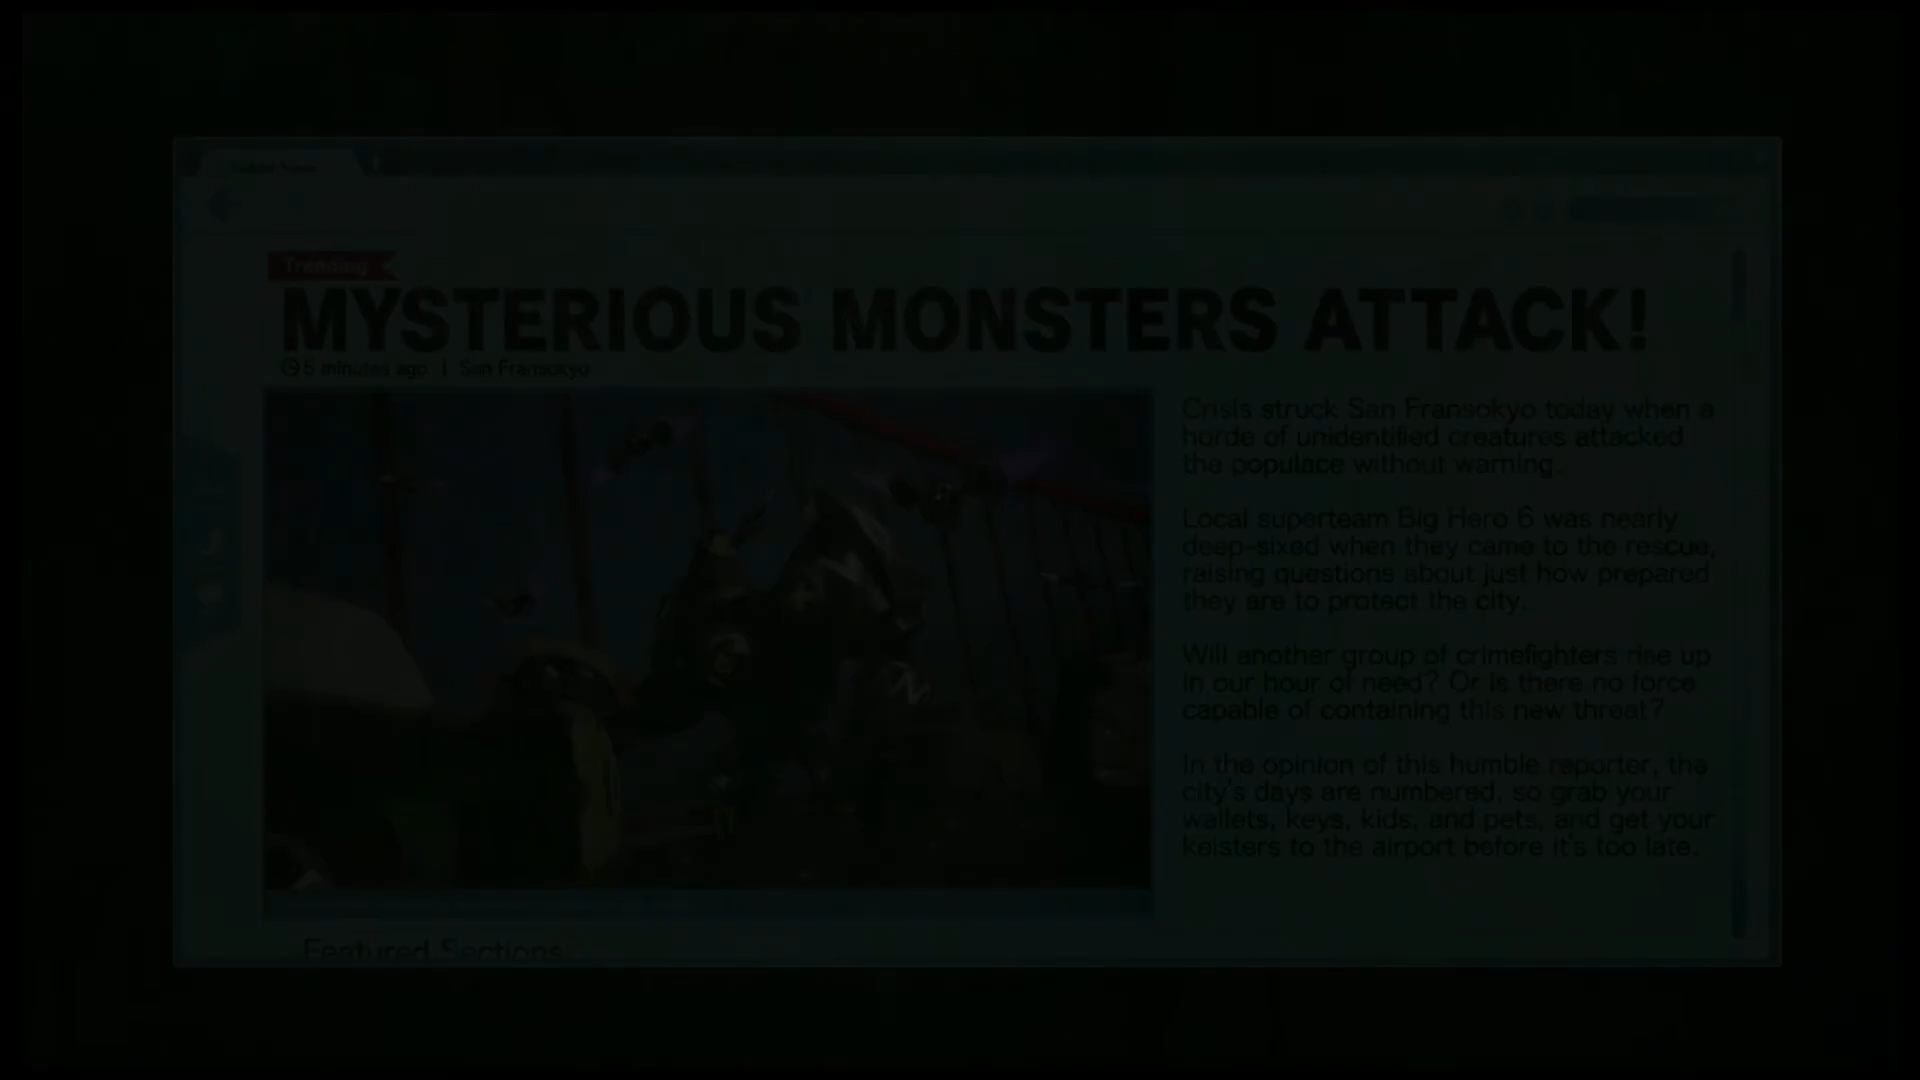 Trending
MYSTERIOUS MONSTERS ATTACK!
5 minutes ago | San Fransokyo
Crisis struck San Fransokyo today when a
horde of unidentified creatures attacked
the populace without warning.
Local superteam Big Hero 6 was nearly
deep-sixed when they came to the rescue,
raising questions about just how prepared
they are to protect the city.
Will another group of crimefighters rise up
in our hour of need? Or is there no force
capable of containing this new threat?
In the opinion of this humble reporter, the
city's days are numbered, so grab your
wallets, keys, kids, and pets, and get your
keisters to the airport before it's too late.
Featured Sections